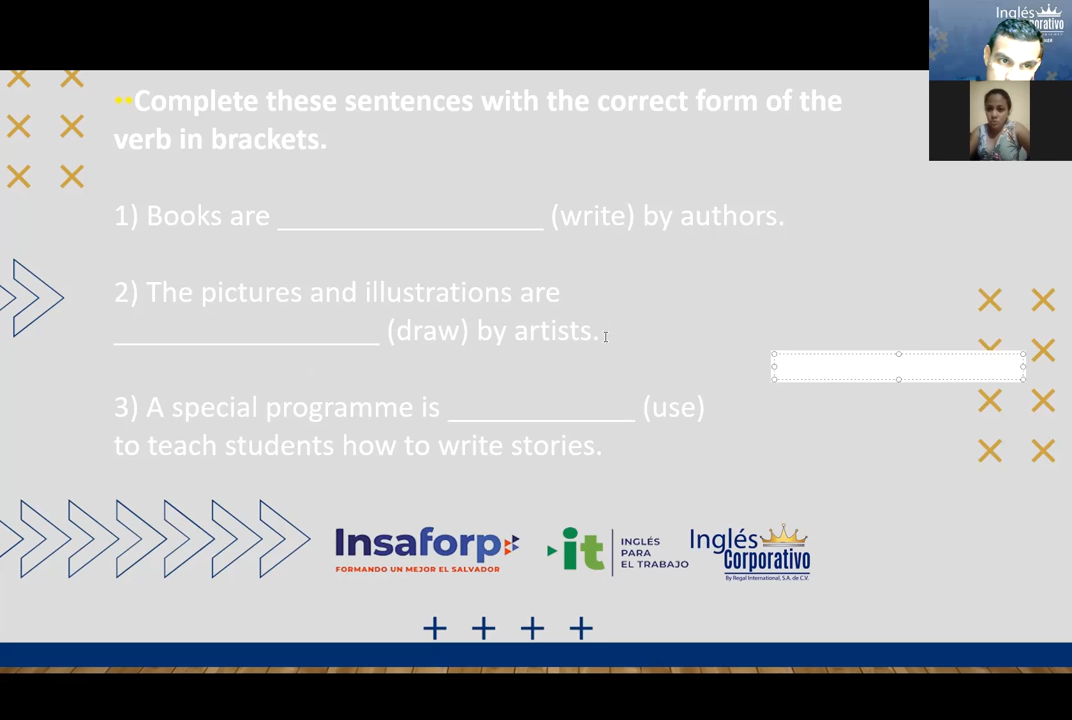 Inglés
••Complete these sentences with the correct form of the
verb in brackets.
1) Books are __________________ (write) by authors.
2) The pictures and illustrations are
__________________ (draw) by artists.
3) A special programme is _____________ (use)
to teach students how to write stories.
Insaforp
FORMANDO UN MEJOR EL SALVADOR
it
INGLÉS
PARA
EL TRABAJO
Inglés
Corporativo
By Regal International, S.A. de C.V.